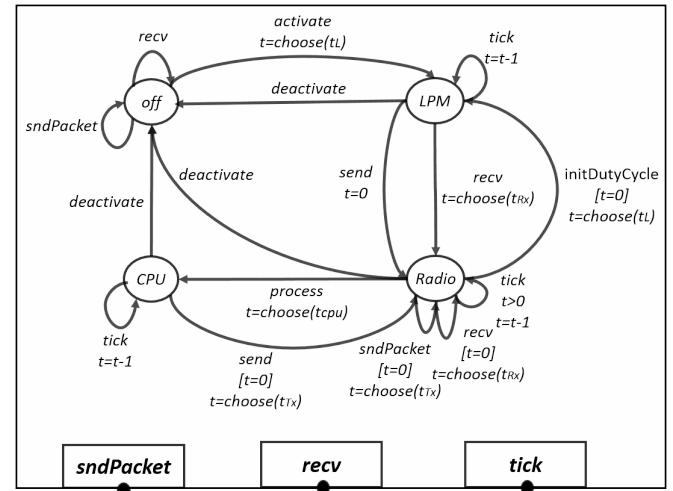 activate
t=choose(tL)
recv
tick
t=t-1
off
deactivate
LPM
sndPacket
send
t=0
recv
t=choose(tRx)
initDutyCycle
[t=0]
t=choose(tL)
deactivate
deactivate
CPU
Radio
process
t=choose(tcpu)
tick
t>0
t=t-1
tick
t=t-1
send
[t=0]
t=choose(tTx)
sndPacket
[t=0]
t=choose(tTx)
recv
[t=0]
t=choose(tRx)
sndPacket
recv
tick